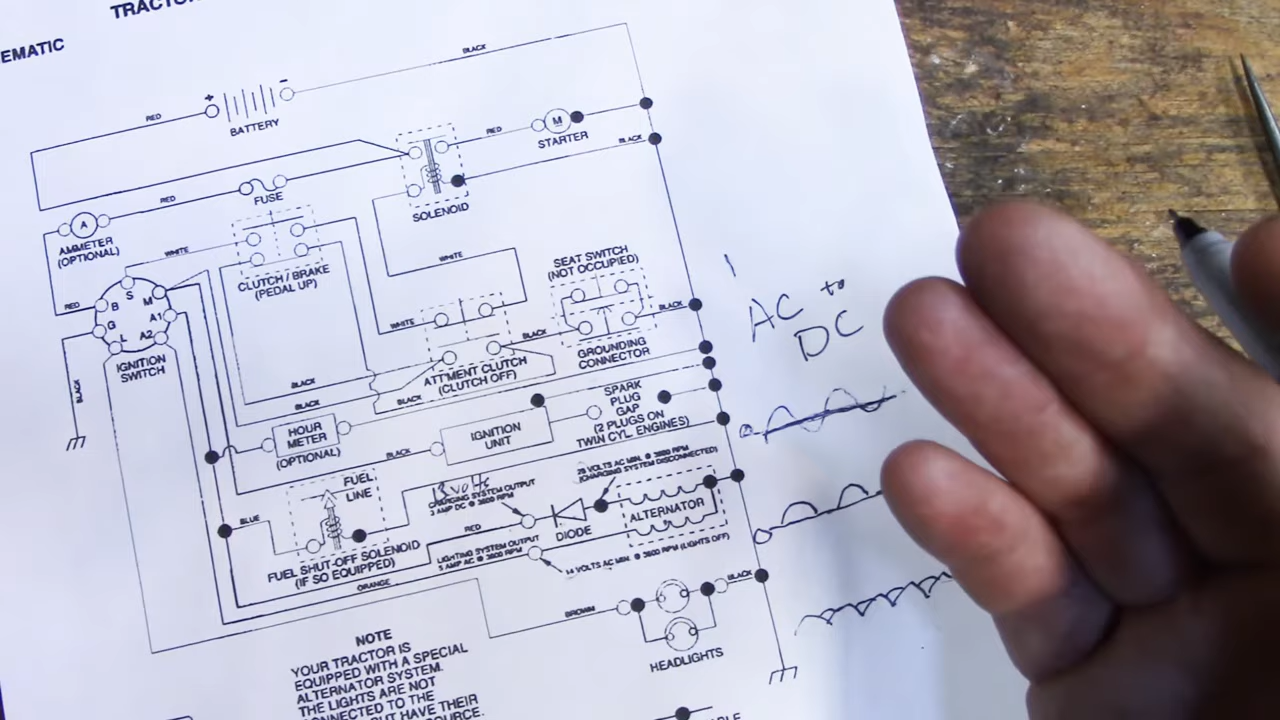 TRACTOR
EMATIC
BLACK
+ -
RED
BATTERY
RED
M
STARTER
BLACK
RED
FUSE
SOLENOID
A
AMMETER
(OPTIONAL)
WHITE
CLUTCH / BRAKE
(PEDAL UP)
WHITE
SEAT SWITCH
(NOT OCCUPIED)
RED
B
S
M
G
A1
L
A2
IGNITION
SWITCH
BLACK
WHITE
BLACK
BLACK
GROUNDING
CONNECTOR
ATT'MENT CLUTCH
(CLUTCH OFF)
AC to
DC
BLACK
BLACK
BLACK
HOUR
METER
(OPTIONAL)
BLACK
IGNITION
UNIT
SPARK
PLUG
GAP
(2 PLUGS ON
TWIN CYL. ENGINES)
FUEL
LINE
13 volts
CHARGING SYSTEM OUTPUT
3 AMP DC @ 3600 RPM
28 VOLTS AC MIN. @ 3600 RPM
(CHARGING SYSTEM DISCONNECTED)
BLUE
RED
DIODE
ALTERNATOR
FUEL SHUT-OFF SOLENOID
(IF SO EQUIPPED)
LIGHTING SYSTEM OUTPUT
5 AMP AC @ 3600 RPM
14 VOLTS AC MIN. @ 3600 RPM (LIGHTS OFF)
ORANGE
BROWN
BLACK
HEADLIGHTS
NOTE
YOUR TRACTOR IS
EQUIPPED WITH A SPECIAL
ALTERNATOR SYSTEM.
THE LIGHTS ARE NOT
CONNECTED TO THE
BUT HAVE THEIR